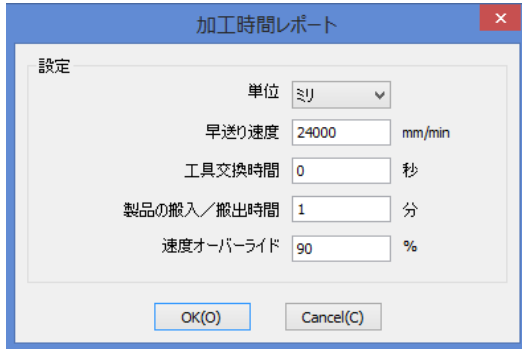 加工時間レポート
設定
単位 ミリ
早送り速度 24000 mm/min
工具交換時間 0 秒
製品の搬入／搬出時間 1 分
速度オーバーライド 90 %
OK(O) Cancel(C)